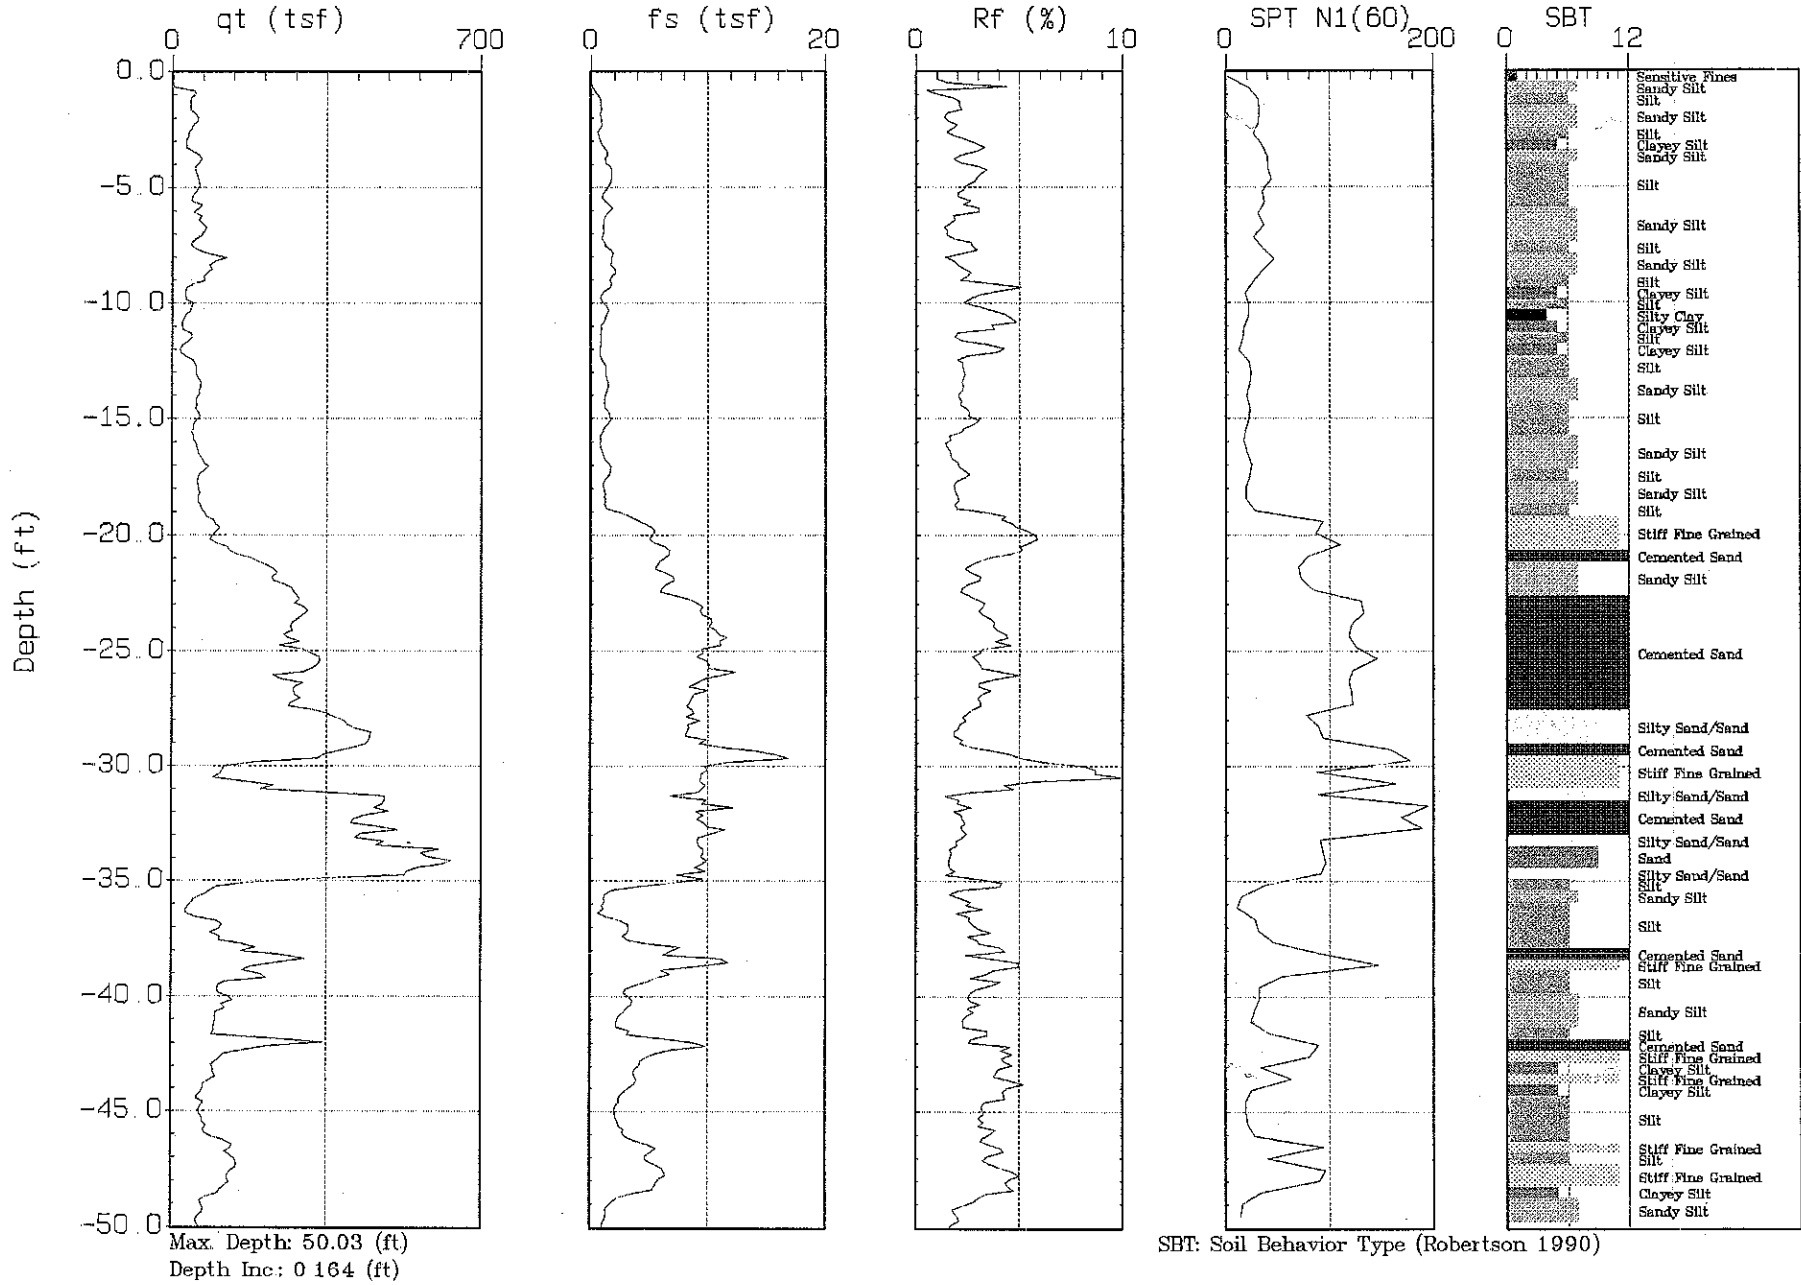 qt (tsf) fs (tsf) Rf (%) SPT N1(60) SBT
0 700 0 20 0 10 0 200 0 12
0.0
-5.0
-10.0
-15.0
-20.0
-25.0
-30.0
-35.0
-40.0
-45.0
-50.0
Depth (ft)
Sensitive Fines
Sandy Silt
Silt
Sandy Silt
Silt
Clayey Silt
Sandy Silt
Silt
Sandy Silt
Silt
Sandy Silt
Silt
Clayey Silt
Silt
Silty Clay
Clayey Silt
Silt
Clayey Silt
Silt
Sandy Silt
Silt
Sandy Silt
Silt
Sandy Silt
Silt
Stiff Fine Grained
Cemented Sand
Sandy Silt
Cemented Sand
Silty Sand/Sand
Cemented Sand
Stiff Fine Grained
Silty Sand/Sand
Cemented Sand
Silty Sand/Sand
Sand
Silty Sand/Sand
Silt
Sandy Silt
Silt
Cemented Sand
Stiff Fine Grained
Silt
Sandy Silt
Silt
Cemented Sand
Stiff Fine Grained
Clayey Silt
Stiff Fine Grained
Clayey Silt
Silt
Stiff Fine Grained
Silt
Stiff Fine Grained
Clayey Silt
Sandy Silt
Max. Depth: 50.03 (ft)
Depth Inc.: 0.164 (ft)
SBT: Soil Behavior Type (Robertson 1990)